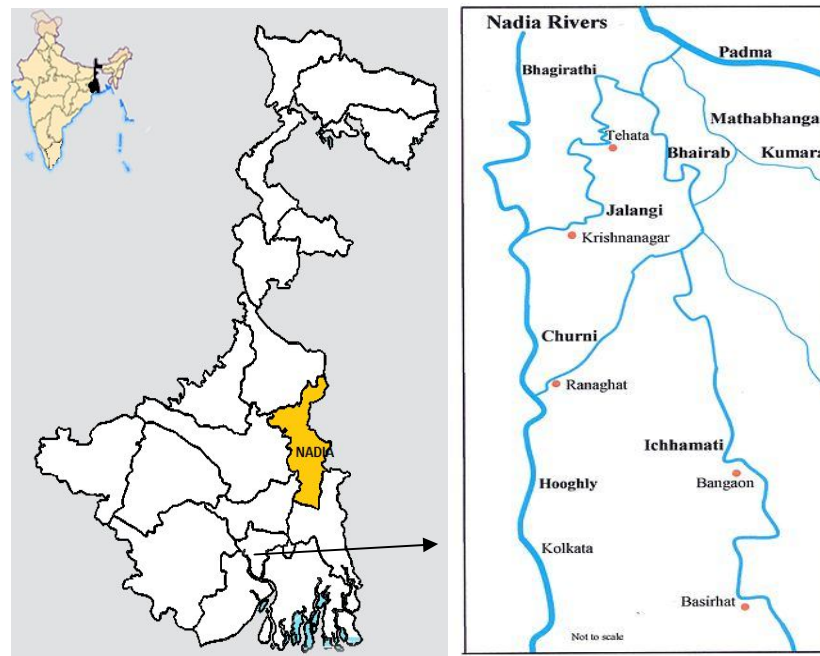 NADIA
Nadia Rivers
Padma
Bhagirathi
Mathabhanga
Tehata
Bhairab
Kumara
Jalangi
Krishnanagar
Churni
Ranaghat
Ichhamati
Bangaon
Hooghly
Kolkata
Basirhat
Not to scale